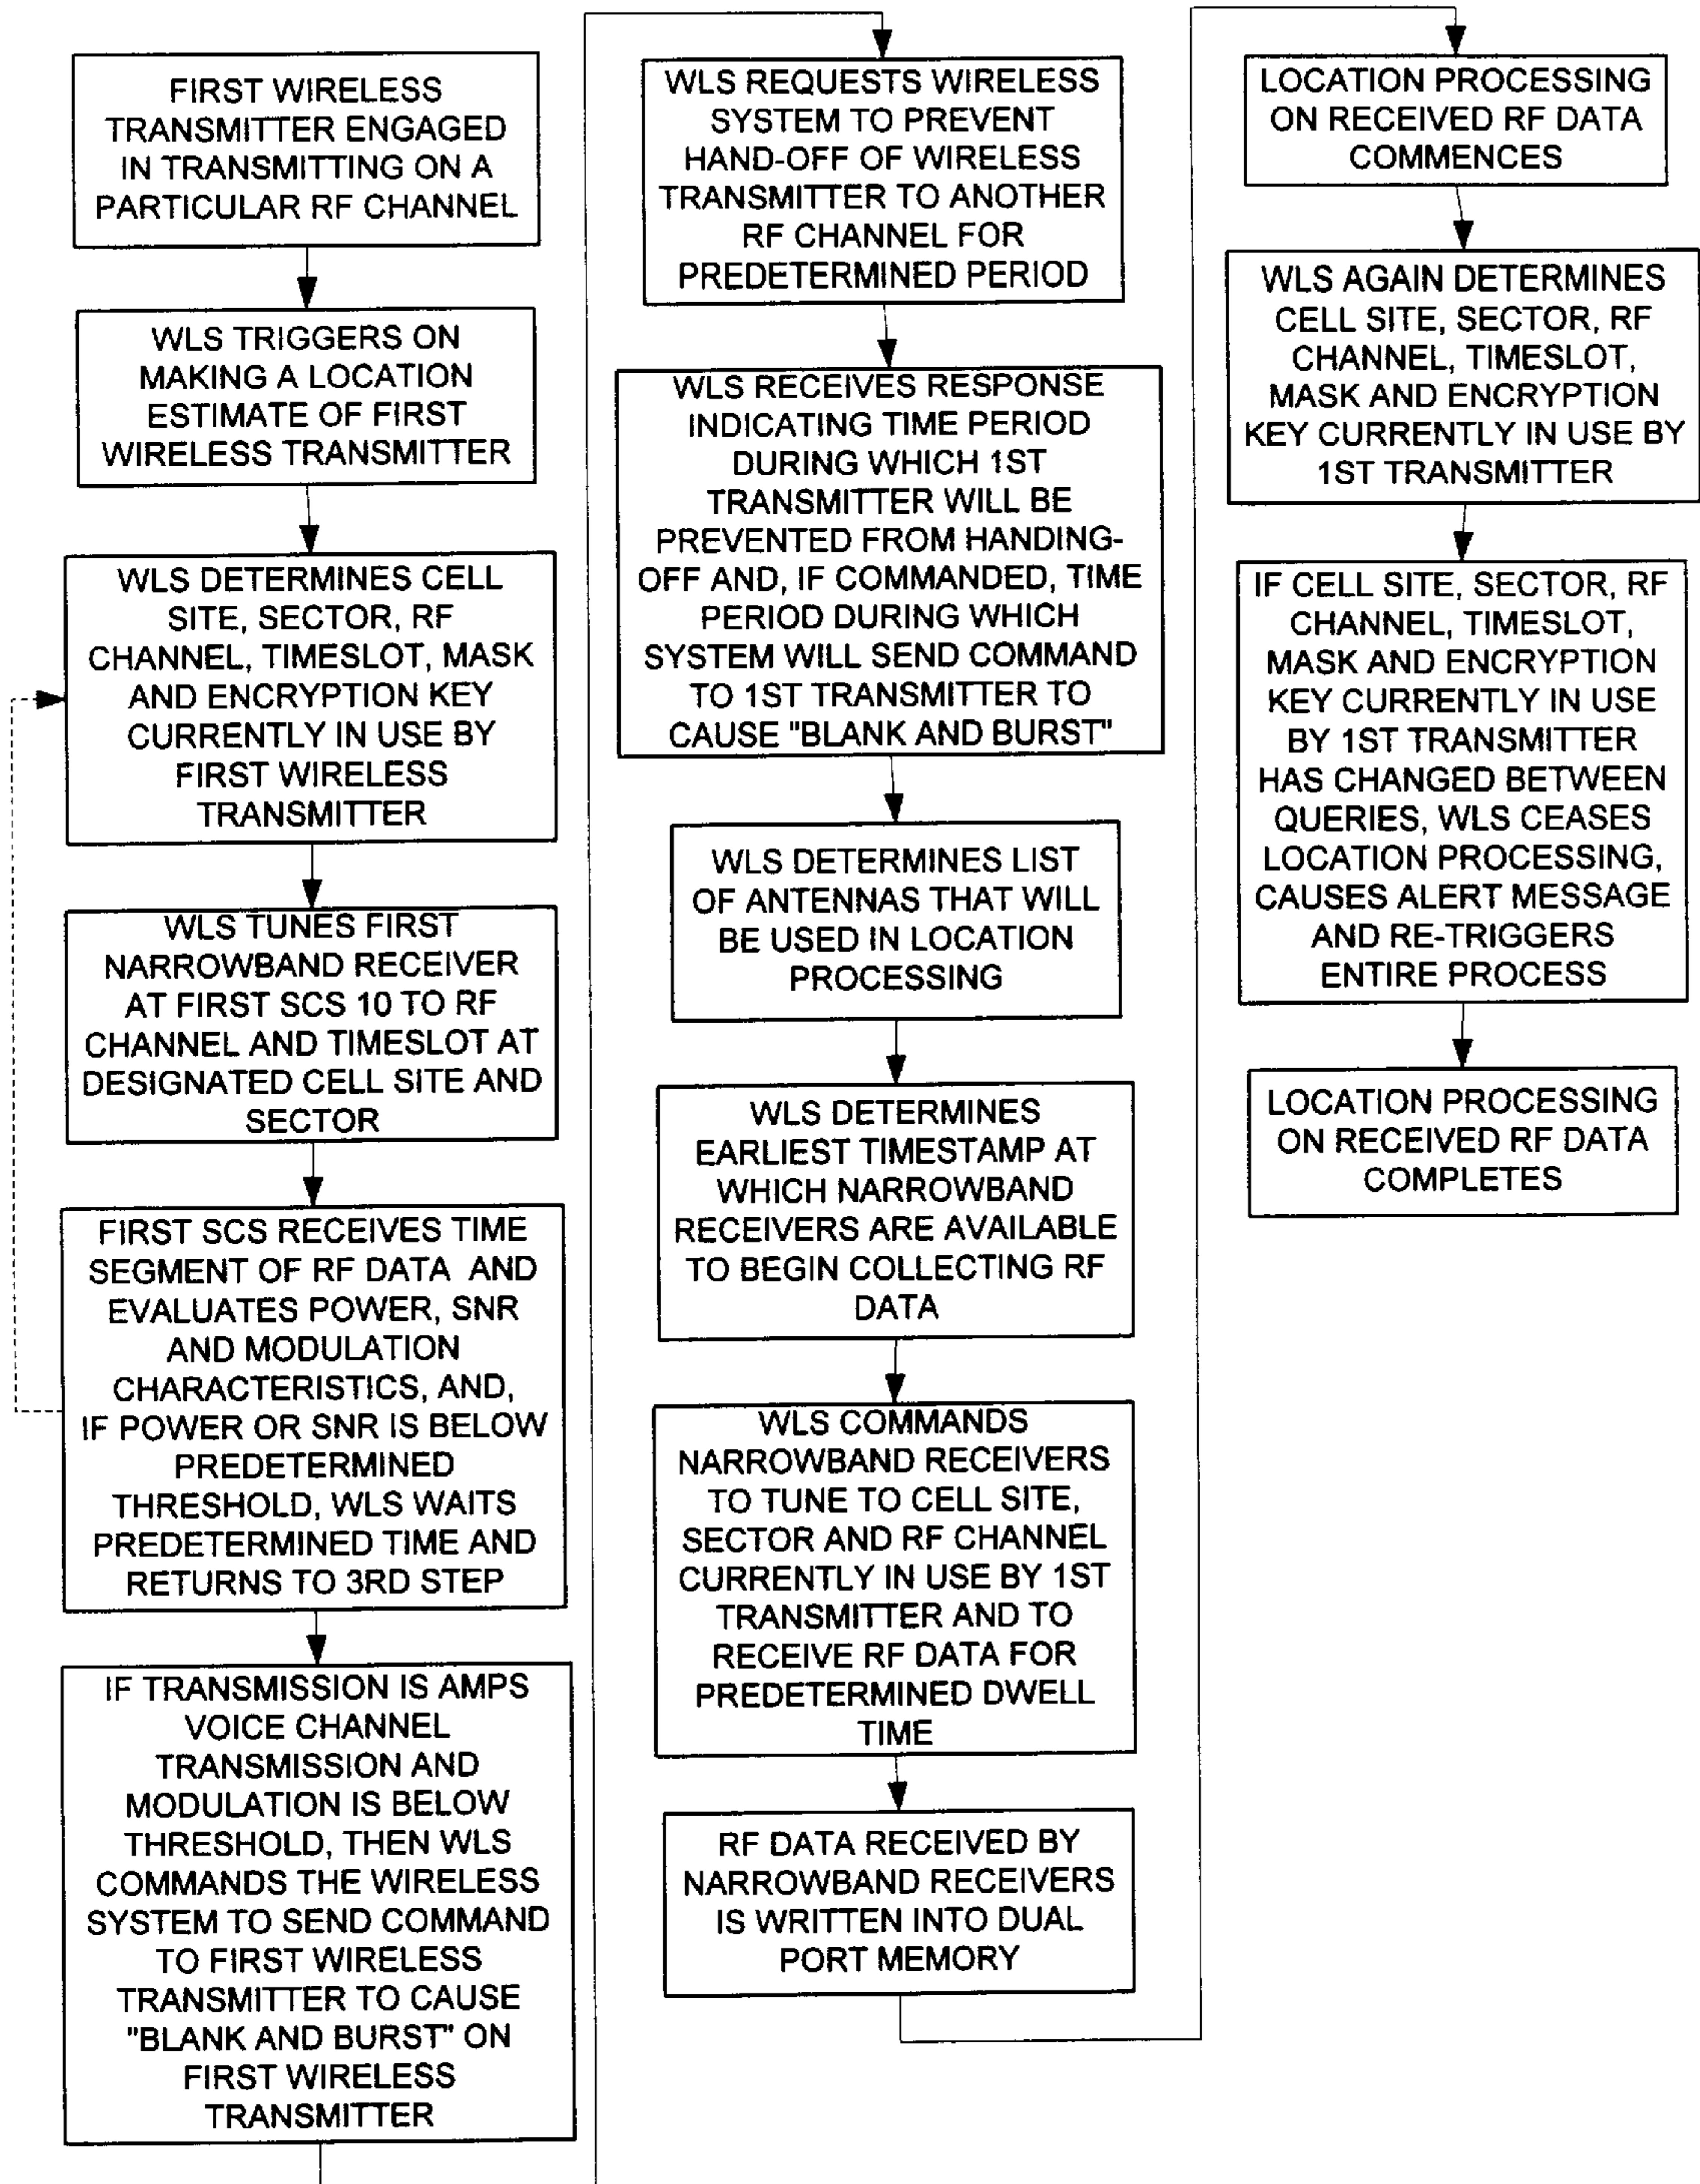 FIRST WIRELESS
TRANSMITTER ENGAGED
IN TRANSMITTING ON A
PARTICULAR RF CHANNEL
WLS TRIGGERS ON
MAKING A LOCATION
ESTIMATE OF FIRST
WIRELESS TRANSMITTER
WLS DETERMINES CELL
SITE, SECTOR, RF
CHANNEL, TIMESLOT, MASK
AND ENCRYPTION KEY
CURRENTLY IN USE BY
FIRST WIRELESS
TRANSMITTER
WLS TUNES FIRST
NARROWBAND RECEIVER
AT FIRST SCS 10 TO RF
CHANNEL AND TIMESLOT AT
DESIGNATED CELL SITE AND
SECTOR
FIRST SCS RECEIVES TIME
SEGMENT OF RF DATA AND
EVALUATES POWER, SNR
AND MODULATION
CHARACTERISTICS, AND,
IF POWER OR SNR IS BELOW
PREDETERMINED
THRESHOLD, WLS WAITS
PREDETERMINED TIME AND
RETURNS TO 3RD STEP
IF TRANSMISSION IS AMPS
VOICE CHANNEL
TRANSMISSION AND
MODULATION IS BELOW
THRESHOLD, THEN WLS
COMMANDS THE WIRELESS
SYSTEM TO SEND COMMAND
TO FIRST WIRELESS
TRANSMITTER TO CAUSE
"BLANK AND BURST" ON
FIRST WIRELESS
TRANSMITTER
WLS REQUESTS WIRELESS
SYSTEM TO PREVENT
HAND-OFF OF WIRELESS
TRANSMITTER TO ANOTHER
RF CHANNEL FOR
PREDETERMINED PERIOD
WLS RECEIVES RESPONSE
INDICATING TIME PERIOD
DURING WHICH 1ST
TRANSMITTER WILL BE
PREVENTED FROM HANDING-
OFF AND, IF COMMANDED, TIME
PERIOD DURING WHICH
SYSTEM WILL SEND COMMAND
TO 1ST TRANSMITTER TO
CAUSE "BLANK AND BURST"
WLS DETERMINES LIST
OF ANTENNAS THAT WILL
BE USED IN LOCATION
PROCESSING
WLS DETERMINES
EARLIEST TIMESTAMP AT
WHICH NARROWBAND
RECEIVERS ARE AVAILABLE
TO BEGIN COLLECTING RF
DATA
WLS COMMANDS
NARROWBAND RECEIVERS
TO TUNE TO CELL SITE,
SECTOR AND RF CHANNEL
CURRENTLY IN USE BY 1ST
TRANSMITTER AND TO
RECEIVE RF DATA FOR
PREDETERMINED DWELL
TIME
RF DATA RECEIVED BY
NARROWBAND RECEIVERS
IS WRITTEN INTO DUAL
PORT MEMORY
LOCATION PROCESSING
ON RECEIVED RF DATA
COMMENCES
WLS AGAIN DETERMINES
CELL SITE, SECTOR, RF
CHANNEL, TIMESLOT,
MASK AND ENCRYPTION
KEY CURRENTLY IN USE BY
1ST TRANSMITTER
IF CELL SITE, SECTOR, RF
CHANNEL, TIMESLOT,
MASK AND ENCRYPTION
KEY CURRENTLY IN USE
BY 1ST TRANSMITTER
HAS CHANGED BETWEEN
QUERIES, WLS CEASES
LOCATION PROCESSING,
CAUSES ALERT MESSAGE
AND RE-TRIGGERS
ENTIRE PROCESS
LOCATION PROCESSING
ON RECEIVED RF DATA
COMPLETES